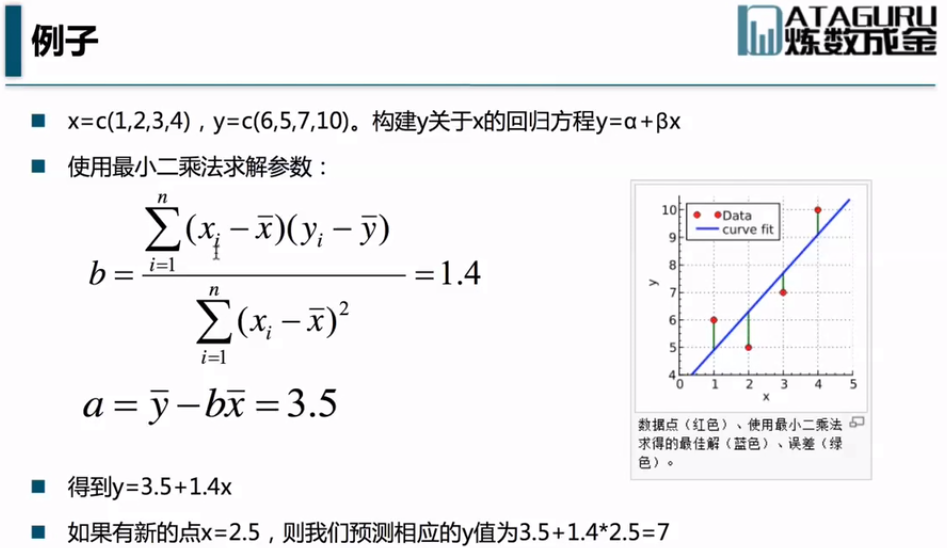 例子
ATAGURU
炼数成金
■ x=c(1,2,3,4)，y=c(6,5,7,10)。构建y关于x的回归方程y=α+βx
■ 使用最小二乘法求解参数：
b = \frac{\sum_{i=1}^{n}(x_i - \bar{x})(y_i - \bar{y})}{\sum_{i=1}^{n}(x_i - \bar{x})^2} = 1.4
a = \bar{y} - b\bar{x} = 3.5
10
9
8
7
6
5
4
y
Data
curve fit
0 1 2 3 4 5
x
数据点（红色）、使用最小二乘法
求得的最佳解（蓝色）、误差（绿
色）。
■ 得到y=3.5+1.4x
■ 如果有新的点x=2.5，则我们预测相应的y值为3.5+1.4*2.5=7